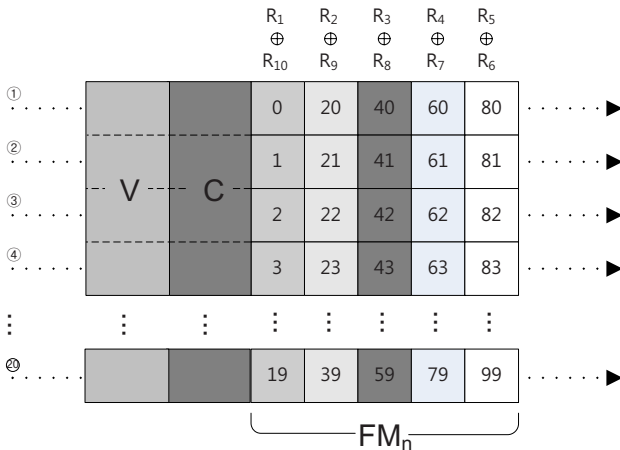 R1 R2 R3 R4 R5
⊕ ⊕ ⊕ ⊕ ⊕
R10 R9 R8 R7 R6
① 0 20 40 60 80
② 1 21 41 61 81
V C
③ 2 22 42 62 82
④ 3 23 43 63 83
⋮ ⋮ ⋮ ⋮ ⋮ ⋮ ⋮ ⋮
⑳ 19 39 59 79 99
FMn